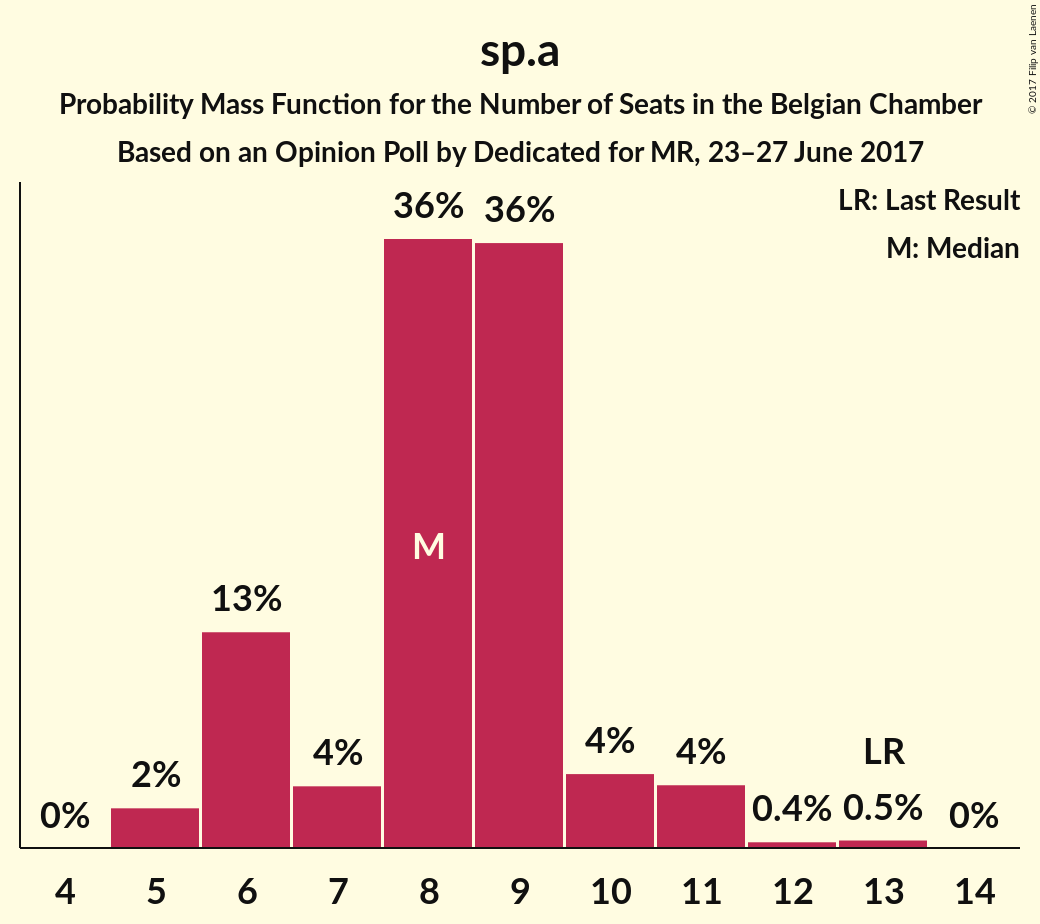 sp.a
Probability Mass Function for the Number of Seats in the Belgian Chamber
Based on an Opinion Poll by Dedicated for MR, 23–27 June 2017
© 2017 Filip van Laenen
LR: Last Result
M: Median
36%
36%
M
13%
4%
4%
4%
LR
2%
0%
0.4%
0.5%
0%
4 5 6 7 8 9 10 11 12 13 14